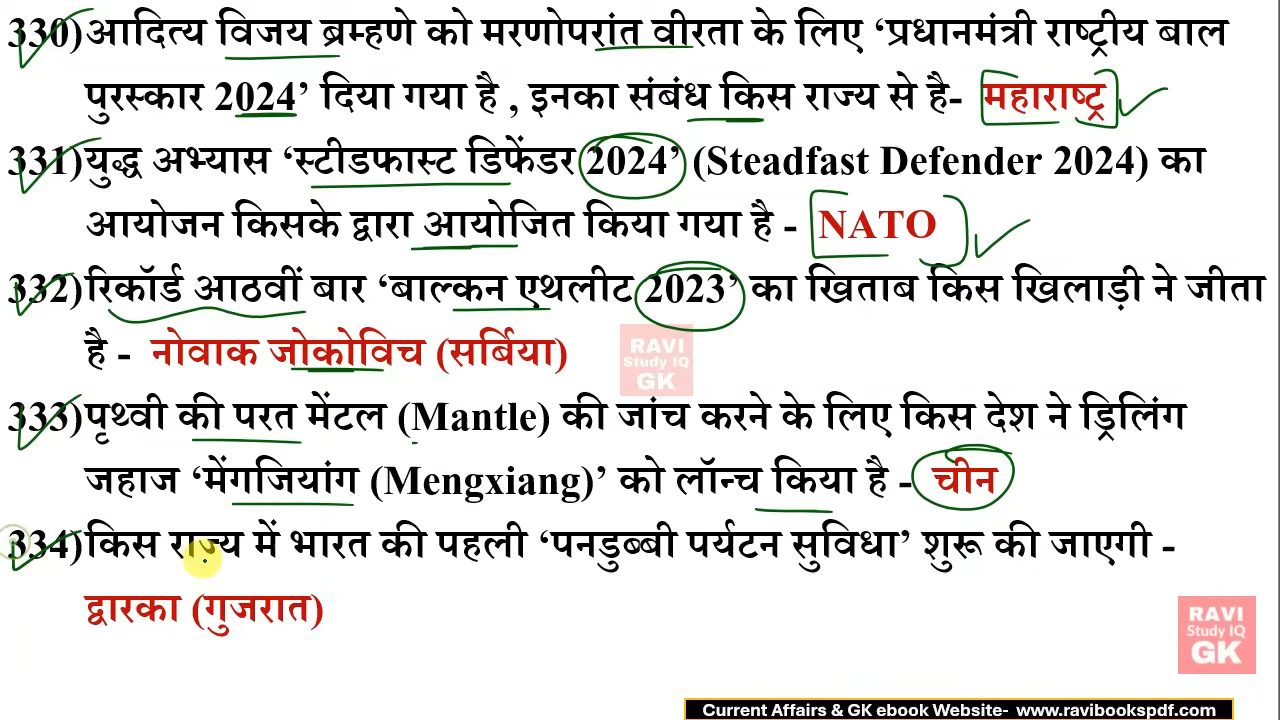 330)आदित्य विजय ब्रम्हणे को मरणोपरांत वीरता के लिए ‘प्रधानमंत्री राष्ट्रीय बाल
पुरस्कार 2024’ दिया गया है , इनका संबंध किस राज्य से है- महाराष्ट्र
331)युद्ध अभ्यास ‘स्टीडफास्ट डिफेंडर 2024’ (Steadfast Defender 2024) का
आयोजन किसके द्वारा आयोजित किया गया है - NATO
332)रिकॉर्ड आठवीं बार ‘बाल्कन एथलीट 2023’ का खिताब किस खिलाड़ी ने जीता
है - नोवाक जोकोविच (सर्बिया)
RAVI
Study IQ
GK
333)पृथ्वी की परत मेंटल (Mantle) की जांच करने के लिए किस देश ने ड्रिलिंग
जहाज ‘मेंगजियांग (Mengxiang)’ को लॉन्च किया है - चीन
334)किस राज्य में भारत की पहली ‘पनडुब्बी पर्यटन सुविधा’ शुरू की जाएगी -
द्वारका (गुजरात)
RAVI
Study IQ
GK
Current Affairs & GK ebook Website- www.ravibookspdf.com